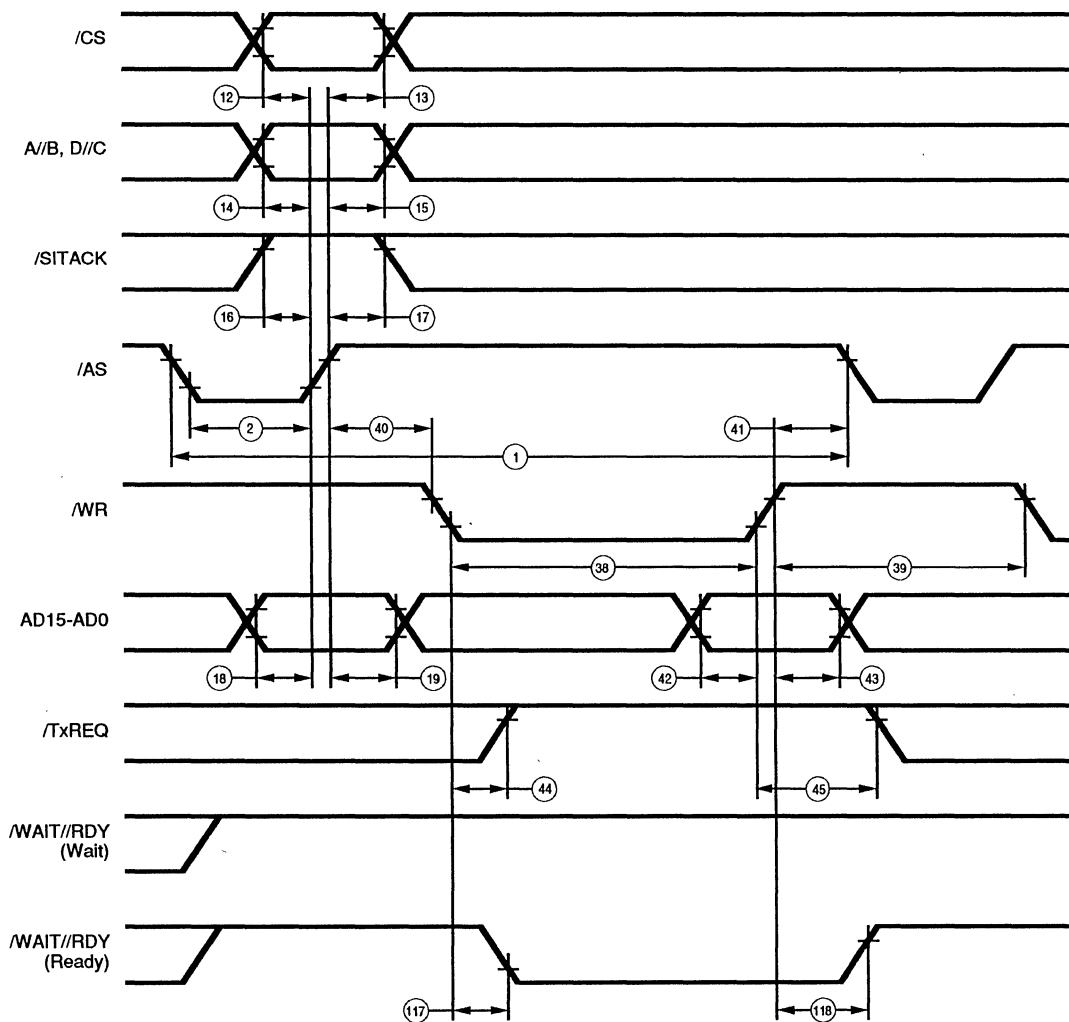 /CS
12
13
A//B, D//C
14
15
/SITACK
16
17
/AS
2
40
41
1
/WR
38
39
AD15-AD0
18
19
42
43
/TxREQ
44
45
/WAIT//RDY
(Wait)
/WAIT//RDY
(Ready)
117
118